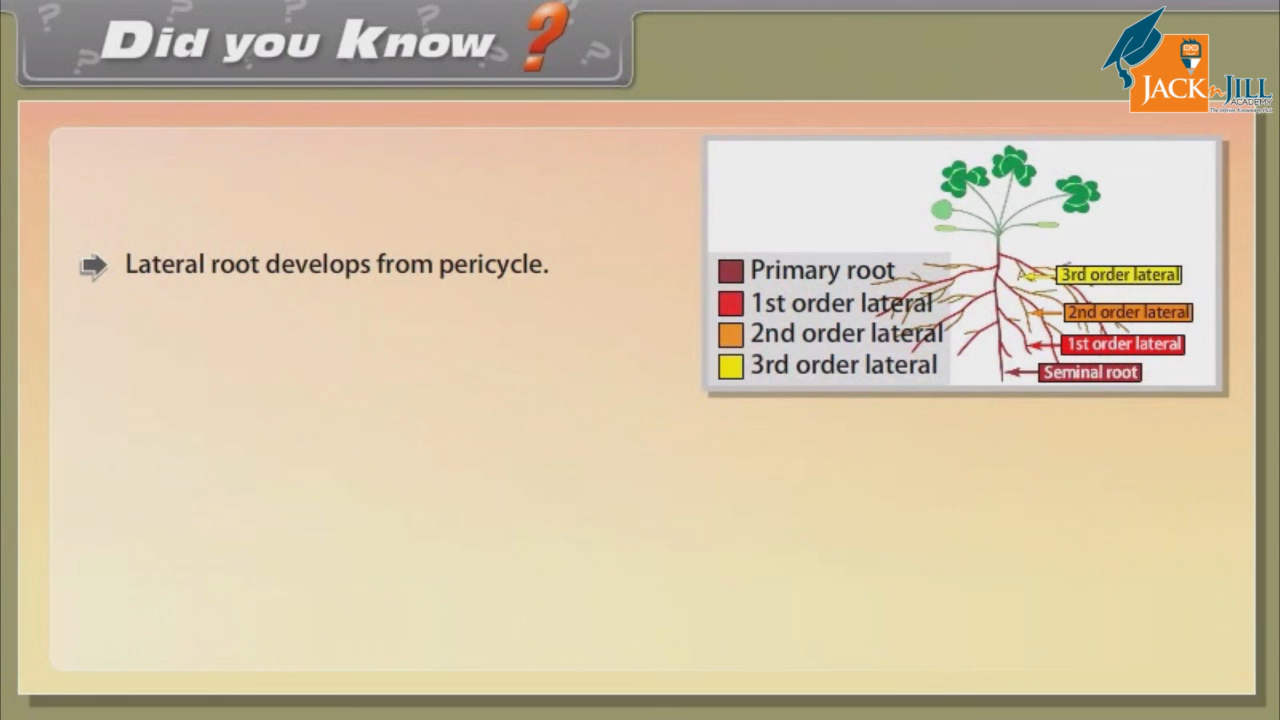 Did you Know ?
JACK n JILL
ACADEMY
Lateral root develops from pericycle.
Primary root
1st order lateral
2nd order lateral
3rd order lateral
3rd order lateral
2nd order lateral
1st order lateral
Seminal root